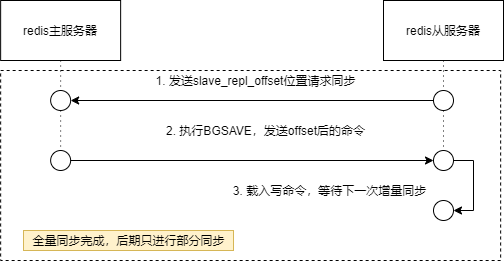 redis主服务器
redis从服务器
1. 发送slave_repl_offset位置请求同步
2. 执行BGSAVE，发送offset后的命令
3. 载入写命令，等待下一次增量同步
全量同步完成，后期只进行部分同步